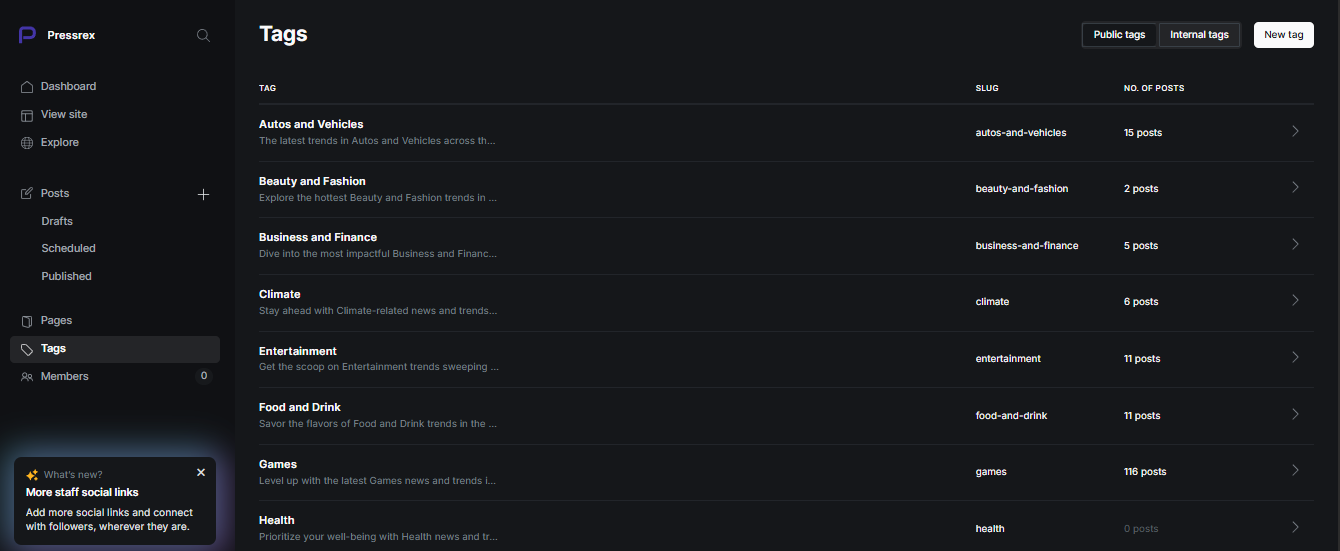 Pressrex
Dashboard
View site
Explore
Posts
Drafts
Scheduled
Published
Pages
Tags
Members 0
What's new?
More staff social links
Add more social links and connect
with followers, wherever they are.
Tags
Public tags Internal tags New tag
TAG SLUG NO. OF POSTS
Autos and Vehicles
The latest trends in Autos and Vehicles across th...
autos-and-vehicles 15 posts
Beauty and Fashion
Explore the hottest Beauty and Fashion trends in ...
beauty-and-fashion 2 posts
Business and Finance
Dive into the most impactful Business and Financ...
business-and-finance 5 posts
Climate
Stay ahead with Climate-related news and trends...
climate 6 posts
Entertainment
Get the scoop on Entertainment trends sweeping ...
entertainment 11 posts
Food and Drink
Savor the flavors of Food and Drink trends in the ...
food-and-drink 11 posts
Games
Level up with the latest Games news and trends i...
games 116 posts
Health
Prioritize your well-being with Health news and tr...
health 0 posts